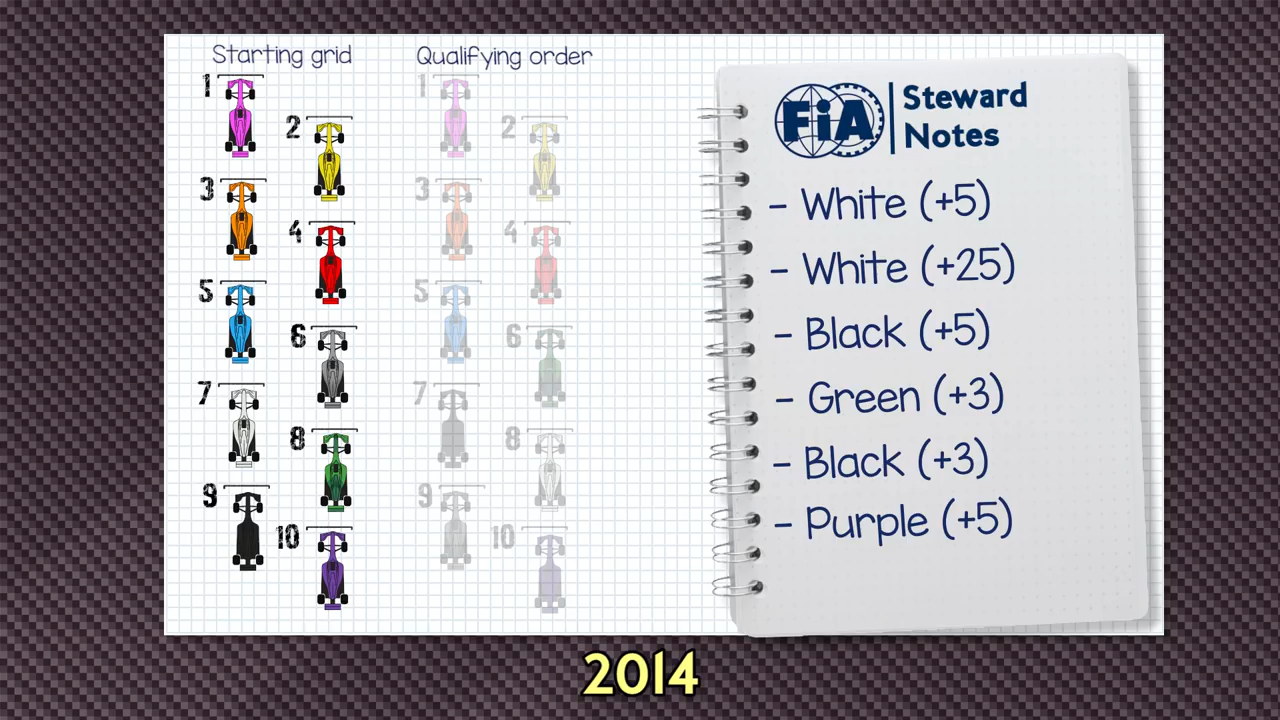 Starting grid
1
2
3
4
5
6
7
8
9
10
Qualifying order
1
2
3
4
5
6
7
8
9
10
FiA
Steward
Notes
- White (+5)
- White (+25)
- Black (+5)
- Green (+3)
- Black (+3)
- Purple (+5)
2014